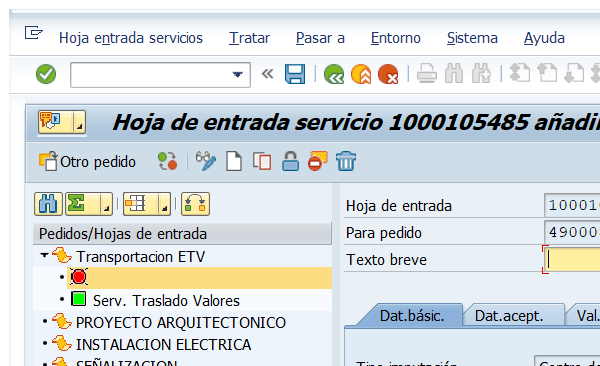 Hoja entrada servicios Tratar Pasar a Entorno Sistema Ayuda
Hoja de entrada servicio 1000105485 añadi
Otro pedido
Hoja de entrada 10001
Pedidos/Hojas de entrada
Para pedido 49000
Transportacion ETV
Texto breve
Serv. Traslado Valores
Dat.básic. Dat.acept. Val.
PROYECTO ARQUITECTONICO
INSTALACION ELECTRICA
SEÑALIZACION
Tipo imputación Centro de